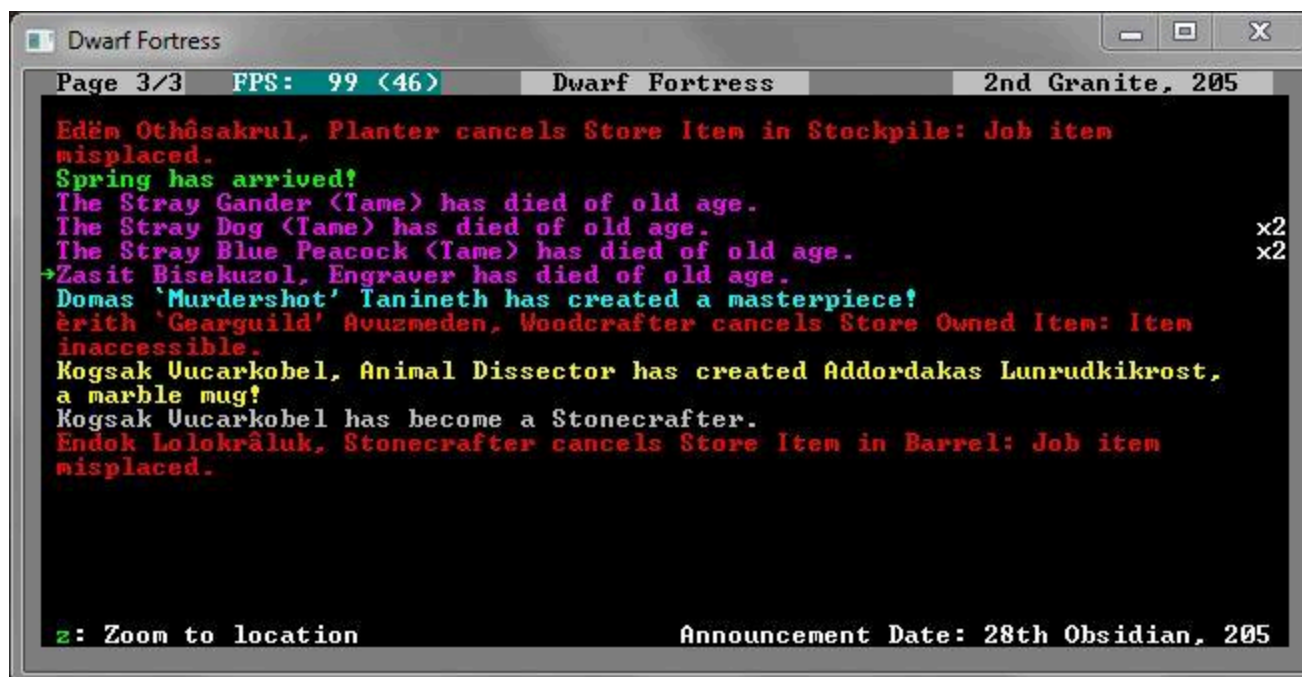 Dwarf Fortress
Page 3/3 FPS: 99 (46) Dwarf Fortress 2nd Granite, 205
Edëm Othôsakrul, Planter cancels Store Item in Stockpile: Job item
misplaced.
Spring has arrived!
The Stray Gander (Tame) has died of old age.
The Stray Dog (Tame) has died of old age. x2
The Stray Blue Peacock (Tame) has died of old age. x2
→Zasit Bisekuzol, Engraver has died of old age.
Domas `Murdershot' Tanineth has created a masterpiece!
èrith `Gearguild' Avuzmeden, Woodcrafter cancels Store Owned Item: Item
inaccessible.
Kogsak Vucarkobel, Animal Dissector has created Addordakas Lunrudkikrost,
a marble mug!
Kogsak Vucarkobel has become a Stonecrafter.
Endok Lolokrâluk, Stonecrafter cancels Store Item in Barrel: Job item
misplaced.
z: Zoom to location Announcement Date: 28th Obsidian, 205